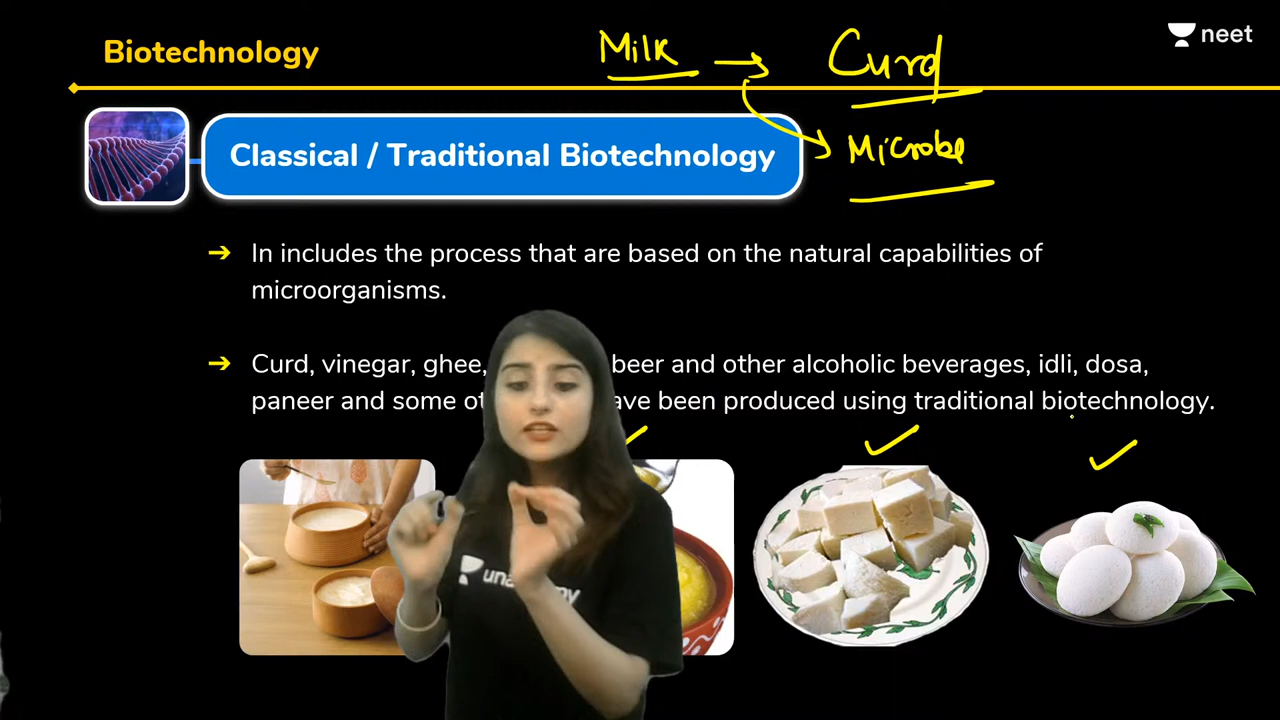 Biotechnology
Milk → Curd
neet
Microbe
Classical / Traditional Biotechnology
➔ In includes the process that are based on the natural capabilities of
microorganisms.
➔ Curd, vinegar, ghee, beer and other alcoholic beverages, idli, dosa,
paneer and some have been produced using traditional biotechnology.